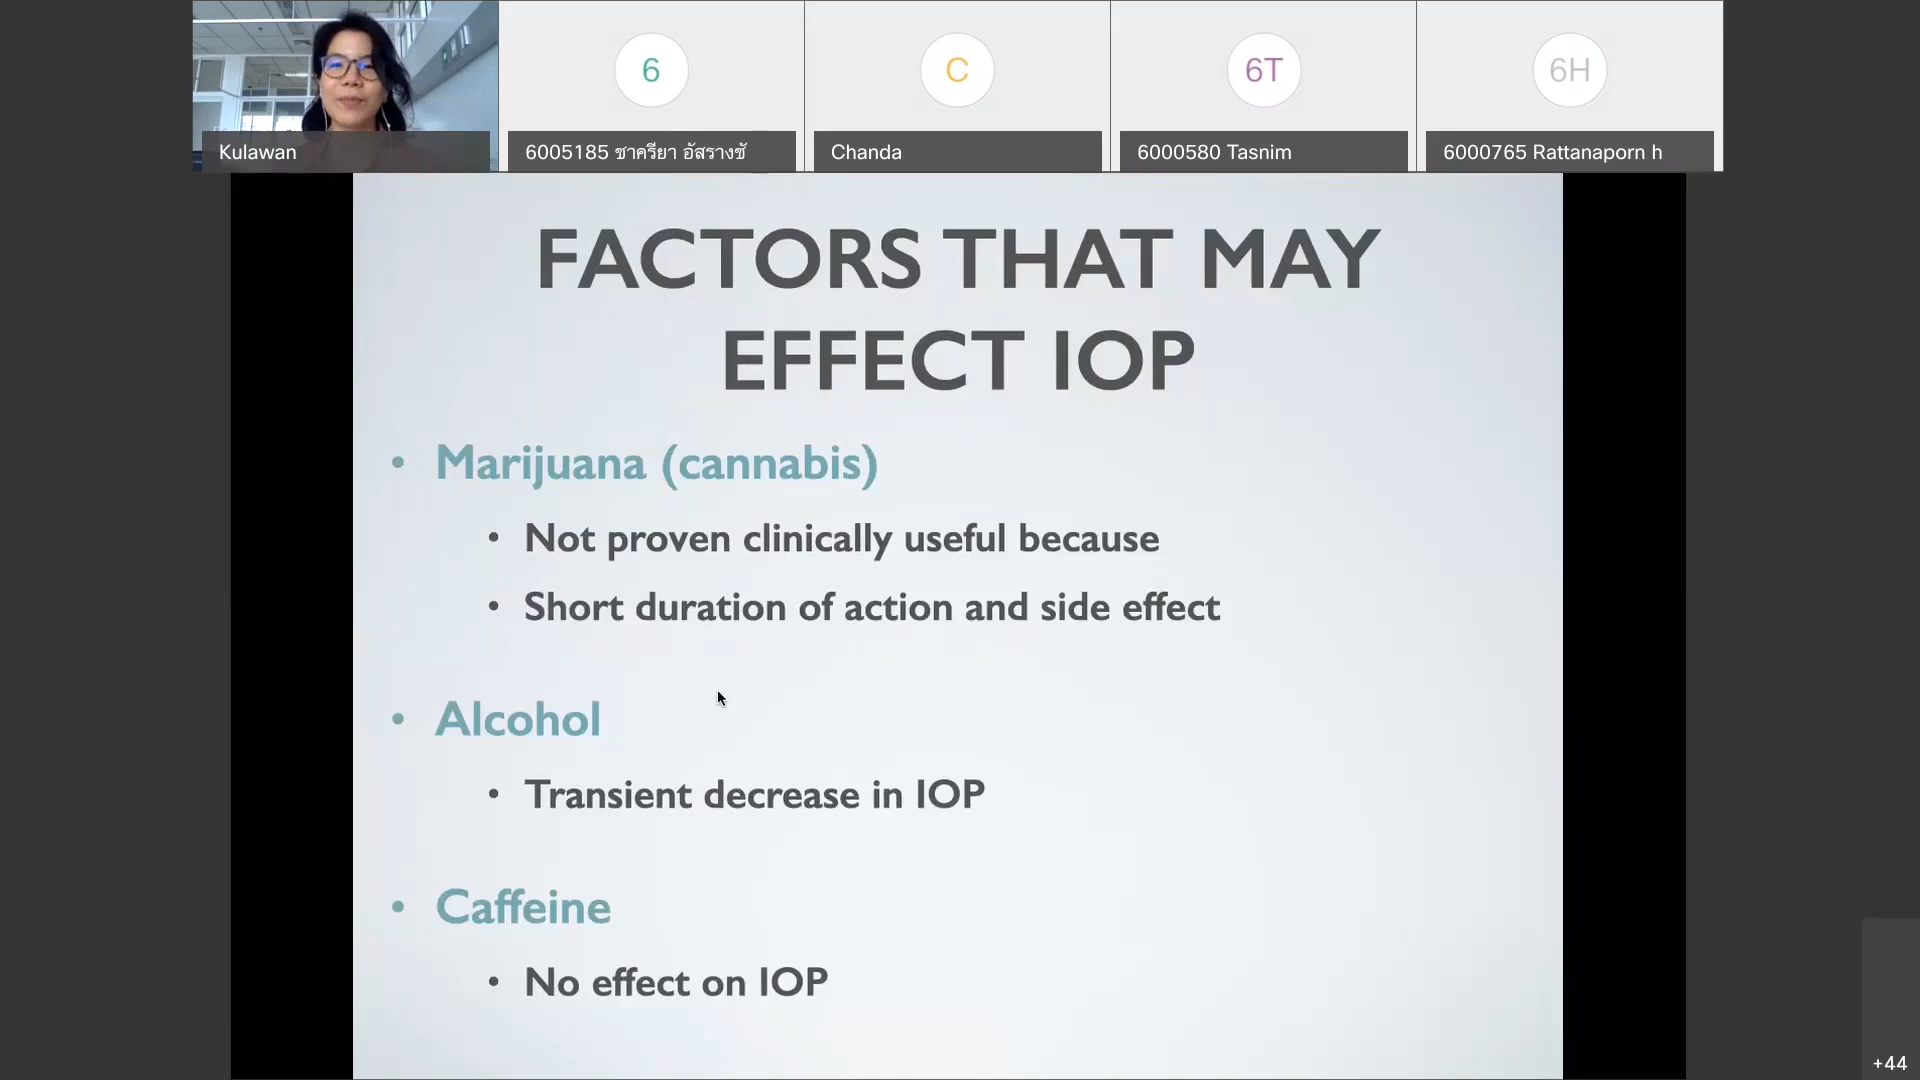 6
C
6T
6H
Kulawan
6005185 ชาครียา อัสรางชั
Chanda
6000580 Tasnim
6000765 Rattanaporn h
FACTORS THAT MAY
EFFECT IOP
• Marijuana (cannabis)
• Not proven clinically useful because
• Short duration of action and side effect
• Alcohol
• Transient decrease in IOP
• Caffeine
• No effect on IOP
+44